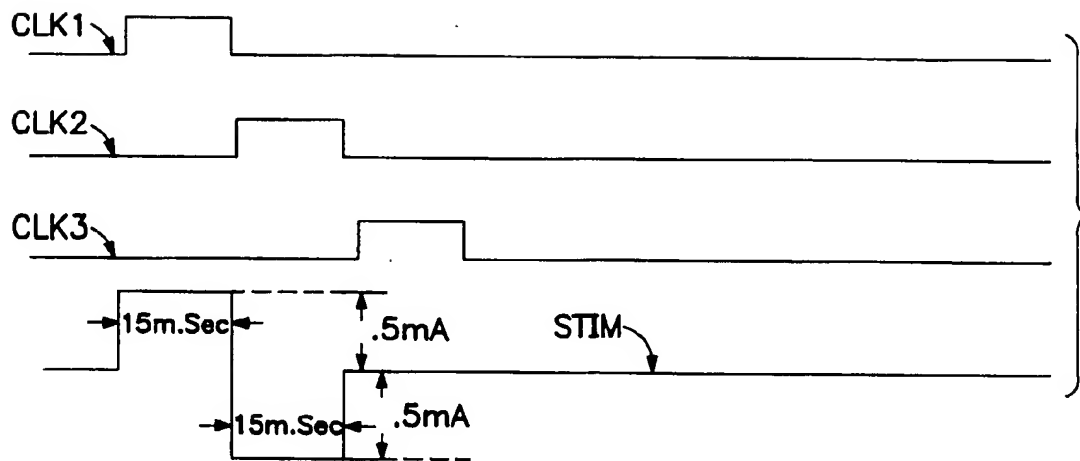 CLK1
CLK2
CLK3
15m.Sec
.5mA
STIM
15m.Sec
.5mA